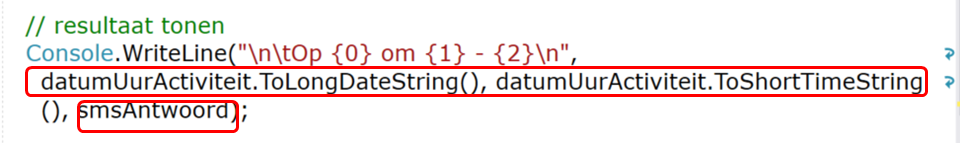 // resultaat tonen
Console.WriteLine("\n\tOp {0} om {1} - {2}\n",
datumUurActiviteit.ToLongDateString(), datumUurActiviteit.ToShortTimeString
(), smsAntwoord);